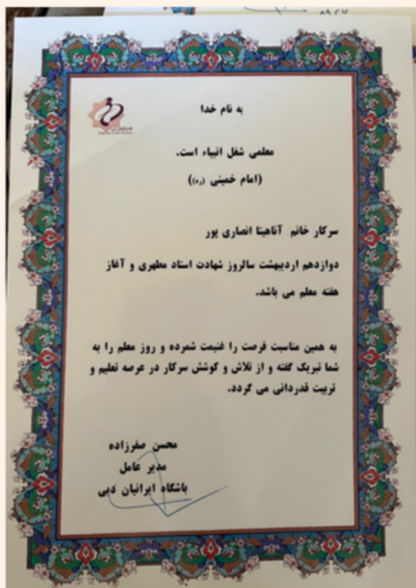 به نام خدا
معلمی شغل انبیاء است.
(امام خمینی (ره))
سرکار خانم آناهیتا انصاری پور
دوازدهم اردیبهشت سالروز شهادت استاد مطهری و آغاز
هفته معلم می باشد.
به همین مناسبت فرصت را غنیمت شمرده و روز معلم را به
شما تبریک گفته و از تلاش و کوشش سرکار در عرصه تعلیم و
تربیت قدردانی می گردد.
محسن صفرزاده
مدیر عامل
باشگاه ایرانیان دبی